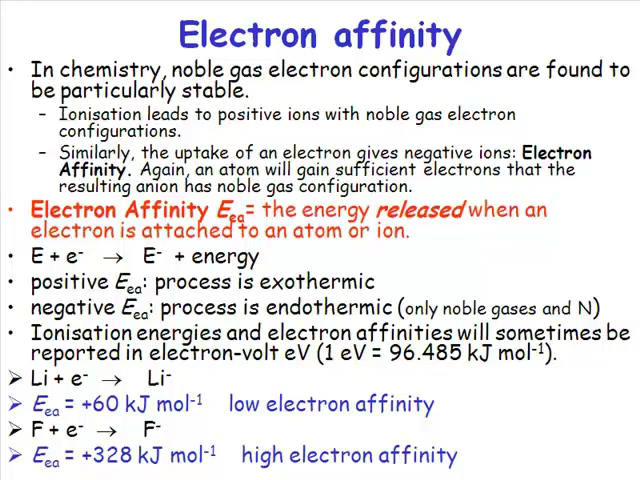 Electron affinity
• In chemistry, noble gas electron configurations are found to
be particularly stable.
– Ionisation leads to positive ions with noble gas electron
configurations.
– Similarly, the uptake of an electron gives negative ions: Electron
Affinity. Again, an atom will gain sufficient electrons that the
resulting anion has noble gas configuration.
• Electron Affinity Eea= the energy released when an
electron is attached to an atom or ion.
• E + e⁻ → E⁻ + energy
• positive Eea: process is exothermic
• negative Eea: process is endothermic (only noble gases and N)
• Ionisation energies and electron affinities will sometimes be
reported in electron-volt eV (1 eV = 96.485 kJ mol⁻¹).
➢ Li + e⁻ → Li⁻
➢ Eea = +60 kJ mol⁻¹ low electron affinity
➢ F + e⁻ → F⁻
➢ Eea = +328 kJ mol⁻¹ high electron affinity